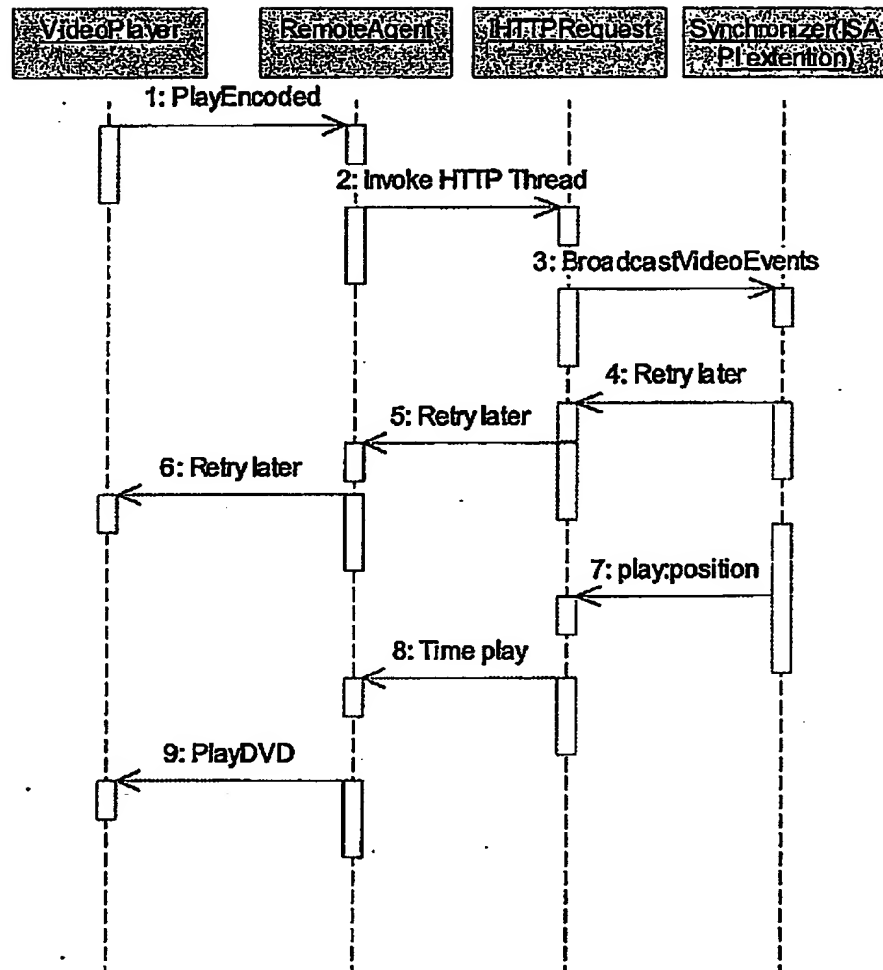 VideoPlayer
RemoteAgent
IHTTPRequest
Synchronizer(ISA
PI extention)
1: PlayEncoded
2: Invoke HTTP Thread
3: BroadcastVideoEvents
4: Retry later
5: Retry later
6: Retry later
7: play:position
8: Time play
9: PlayDVD